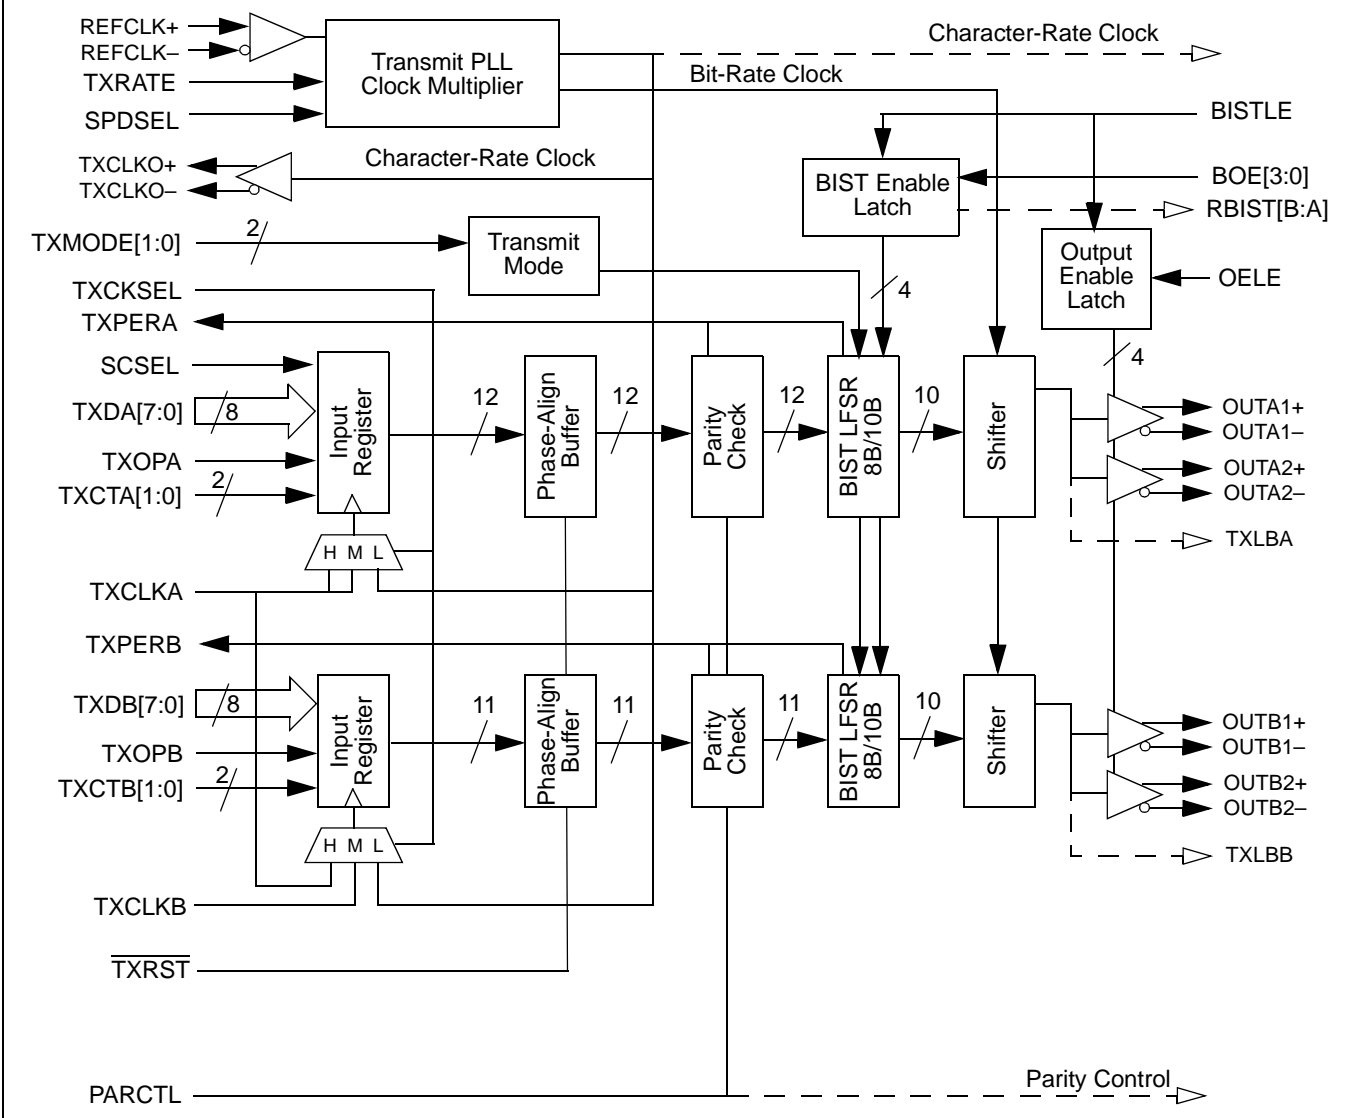 REFCLK+
REFCLK–
TXRATE
SPDSEL
Transmit PLL
Clock Multiplier
Character-Rate Clock
Bit-Rate Clock
TXCLKO+
TXCLKO–
Character-Rate Clock
BISTLE
BIST Enable
Latch
BOE[3:0]
RBIST[B:A]
TXMODE[1:0]
2
Transmit
Mode
Output
Enable
Latch
OELE
TXCKSEL
4
TXPERA
4
SCSEL
TXDA[7:0]
8
TXOPA
TXCTA[1:0]
2
Input
Register
12
Phase-Align
Buffer
12
Parity
Check
12
BIST LFSR
8B/10B
10
Shifter
OUTA1+
OUTA1–
OUTA2+
OUTA2–
TXLBA
H M L
TXCLKA
TXPERB
TXDB[7:0]
8
TXOPB
TXCTB[1:0]
2
Input
Register
11
Phase-Align
Buffer
11
Parity
Check
11
BIST LFSR
8B/10B
10
Shifter
OUTB1+
OUTB1–
OUTB2+
OUTB2–
TXLBB
H M L
TXCLKB
TXRST
PARCTL
Parity Control